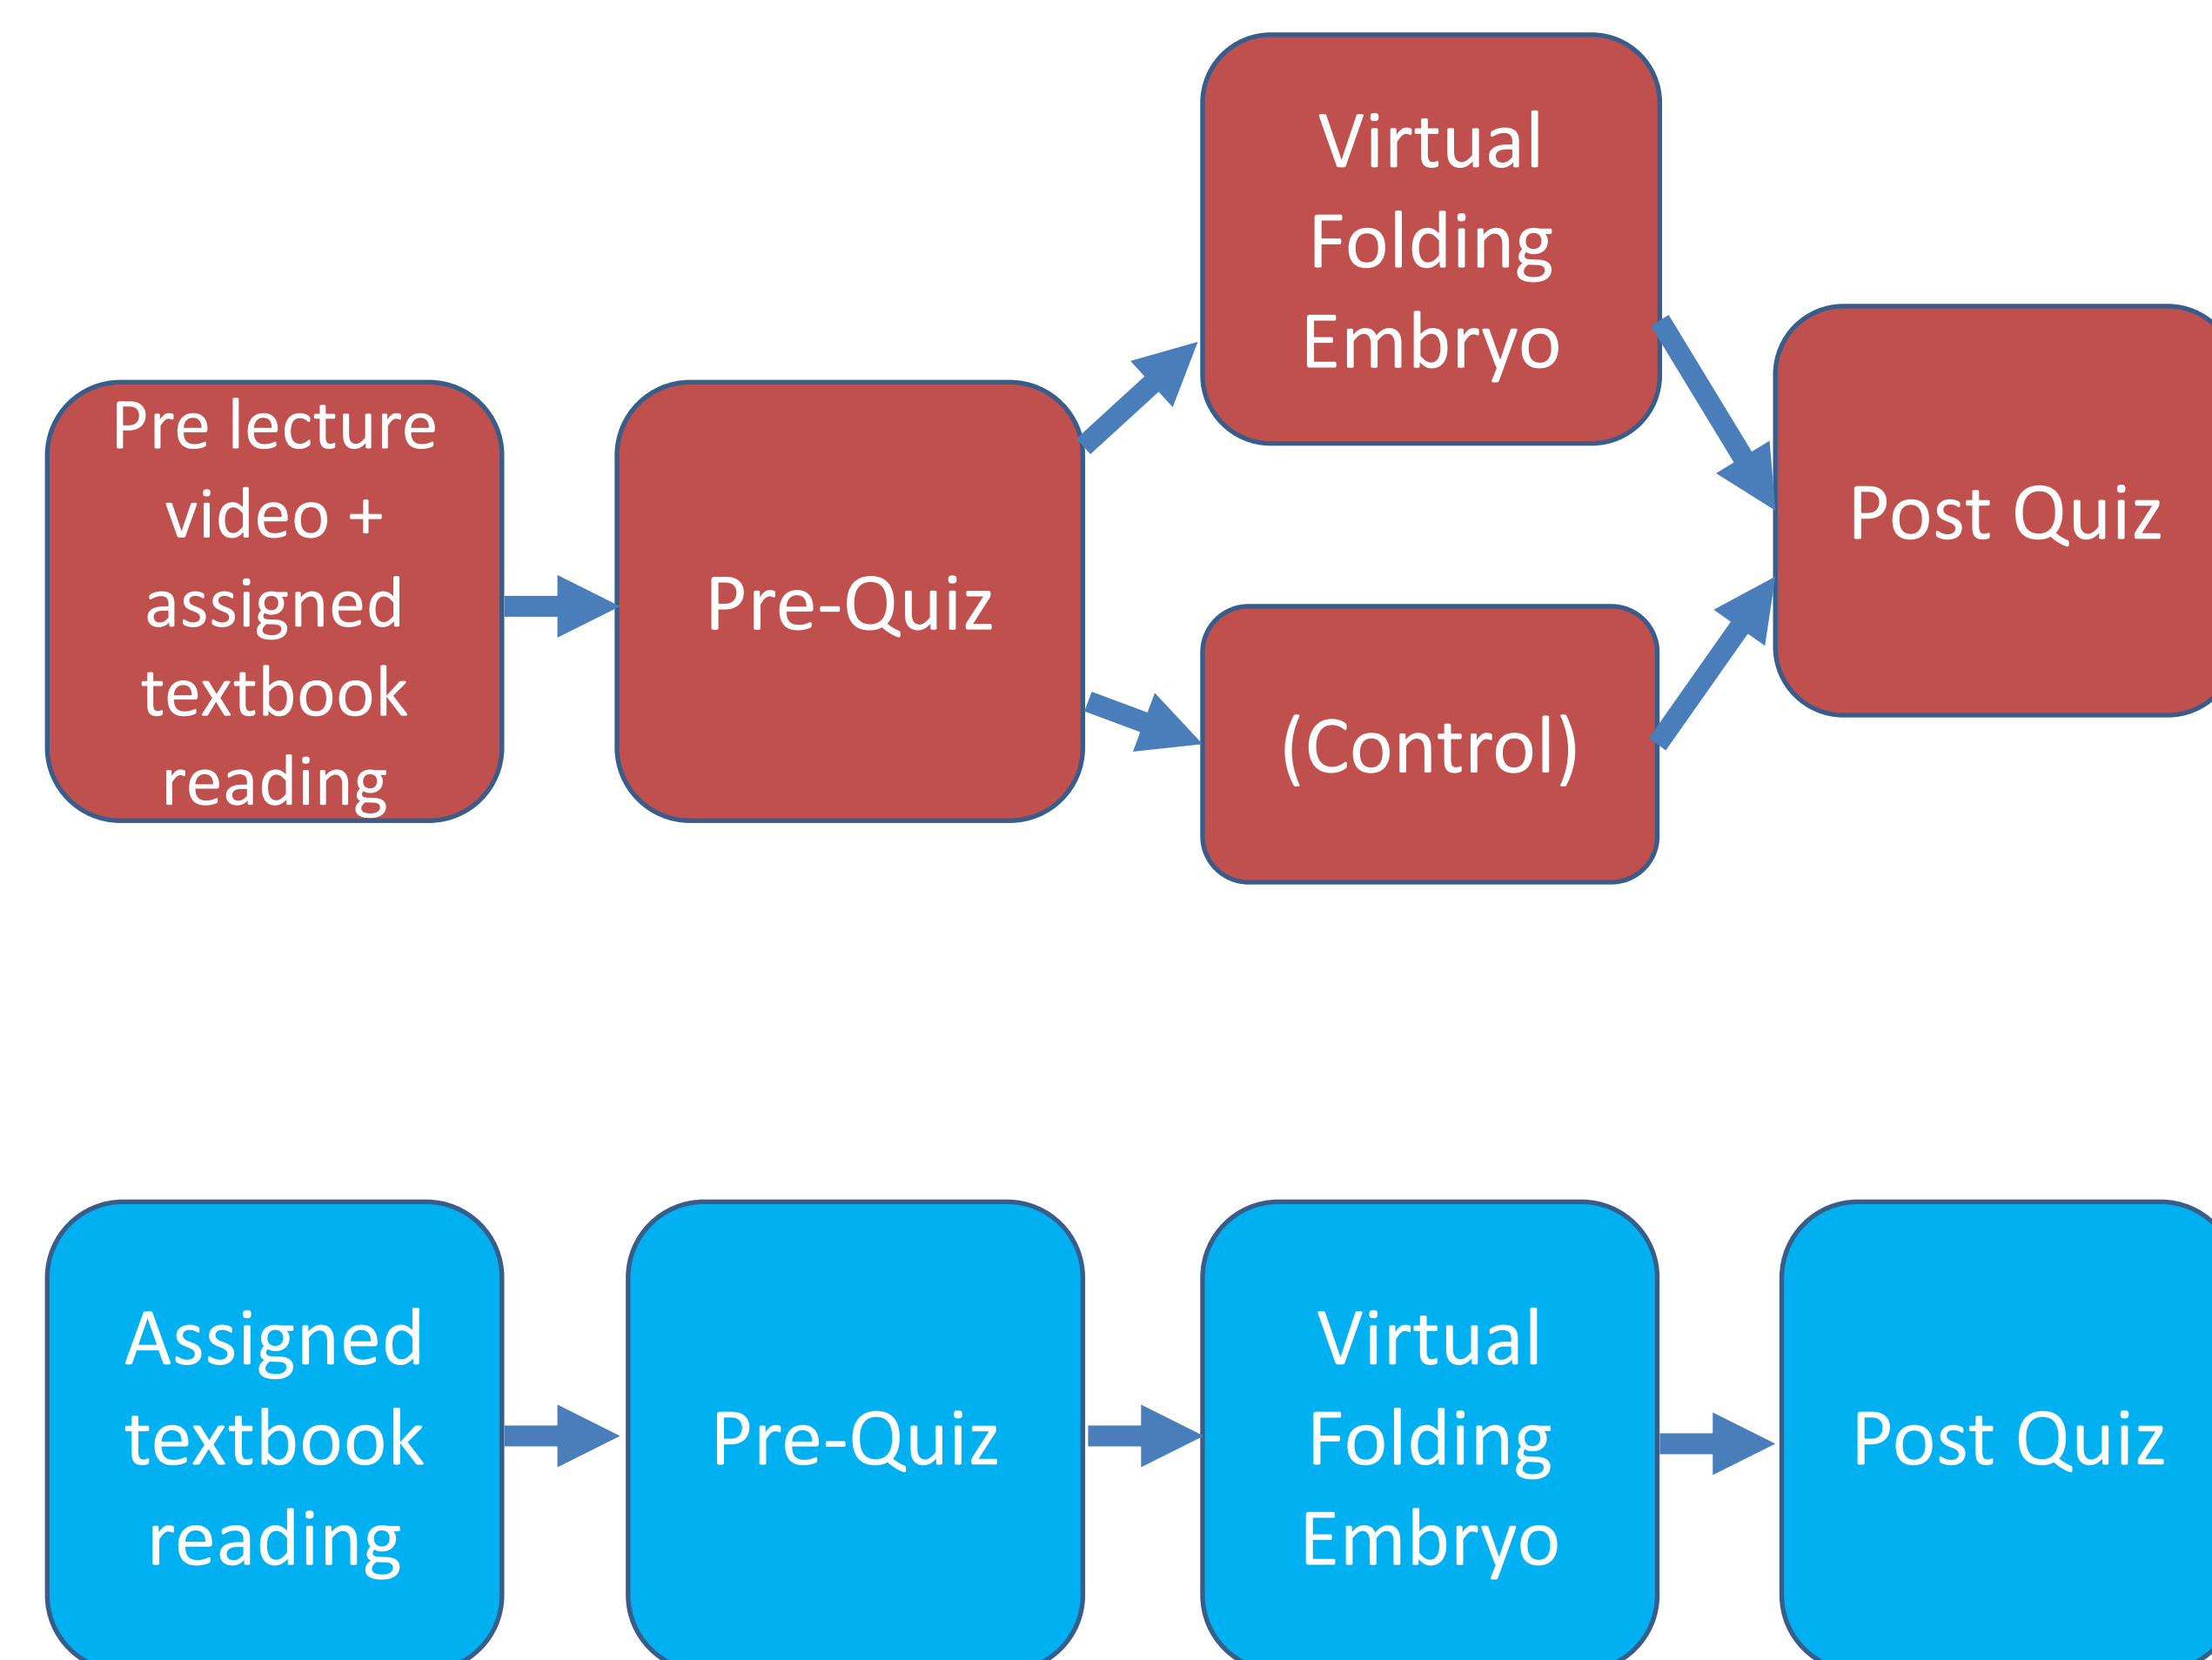 Pre lecture
video +
assigned
textbook
reading
Pre-Quiz
Virtual
Folding
Embryo
(Control)
Post Quiz
Assigned
textbook
reading
Pre-Quiz
Virtual
Folding
Embryo
Post Quiz